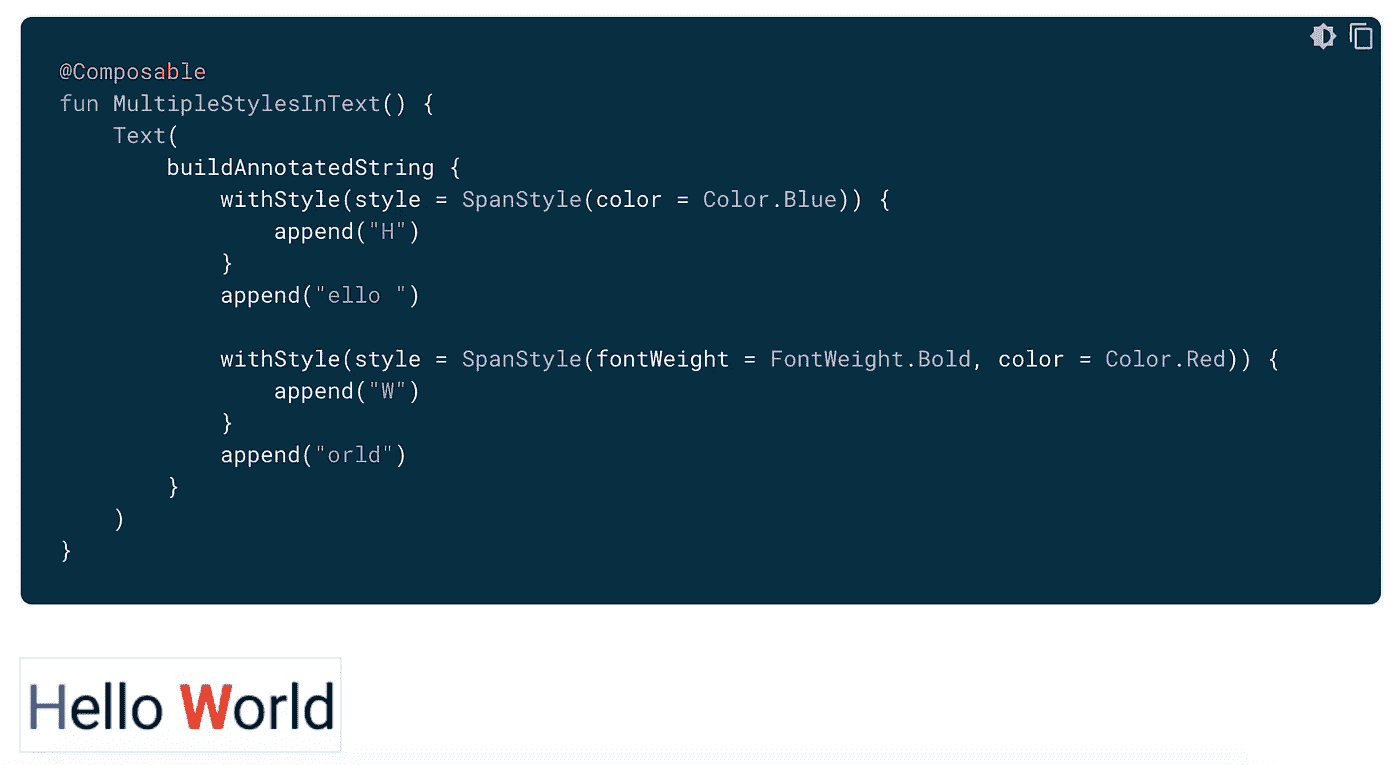 @Composable
fun MultipleStylesInText() {
    Text(
        buildAnnotatedString {
            withStyle(style = SpanStyle(color = Color.Blue)) {
                append("H")
            }
            append("ello ")

            withStyle(style = SpanStyle(fontWeight = FontWeight.Bold, color = Color.Red)) {
                append("W")
            }
            append("orld")
        }
    )
}
Hello World